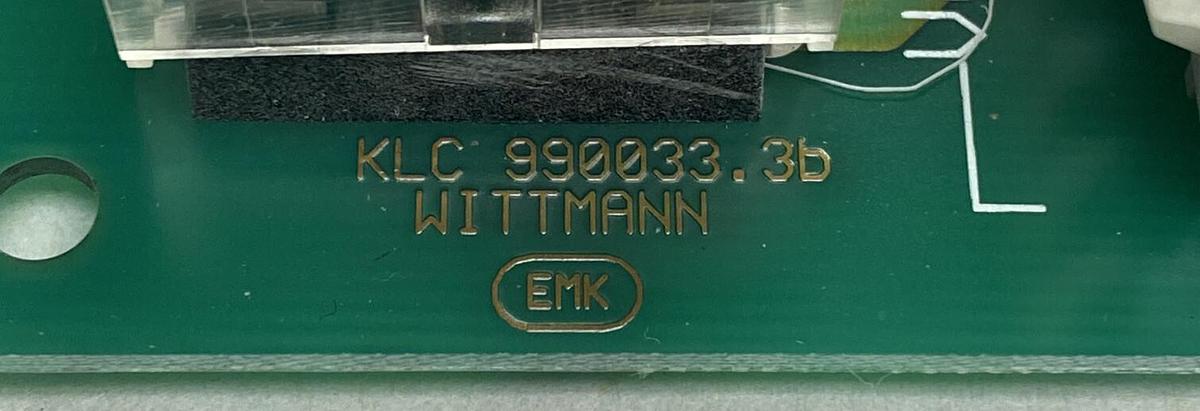 KLC 990033.3b
WITTMANN
EMK